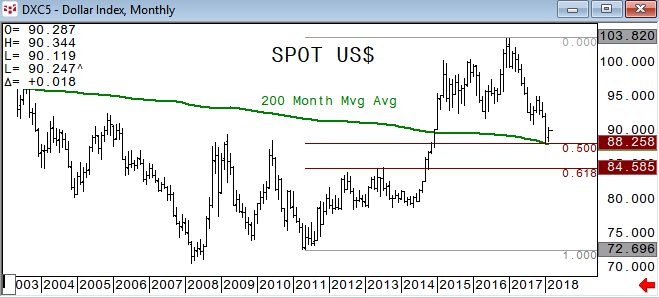 DXC5 - Dollar Index, Monthly
O= 90.287
H= 90.344
L= 90.119
L= 90.247^
Δ= +0.018
SPOT US$
200 Month Mvg Avg
0.000
103.820
100.000
95.000
90.000
88.258
0.500
84.585
0.618
80.000
75.000
72.696
1.000
70.000
003 2004 2005 2006 2007 2008 2009 2010 2011 2012 2013 2014 2015 2016 2017 2018